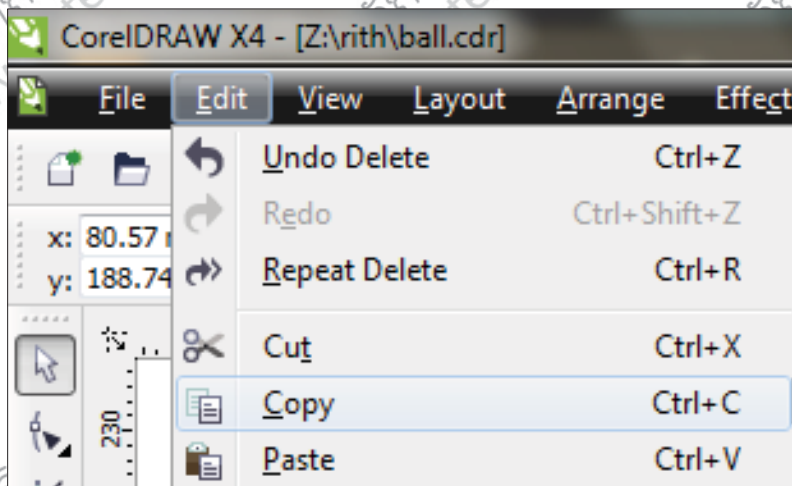 CorelDRAW X4 - [Z:\rith\ball.cdr]
File Edit View Layout Arrange Effect
Undo Delete Ctrl+Z
Redo Ctrl+Shift+Z
x: 80.57
Repeat Delete Ctrl+R
y: 188.74
Cut Ctrl+X
Copy Ctrl+C
230
Paste Ctrl+V